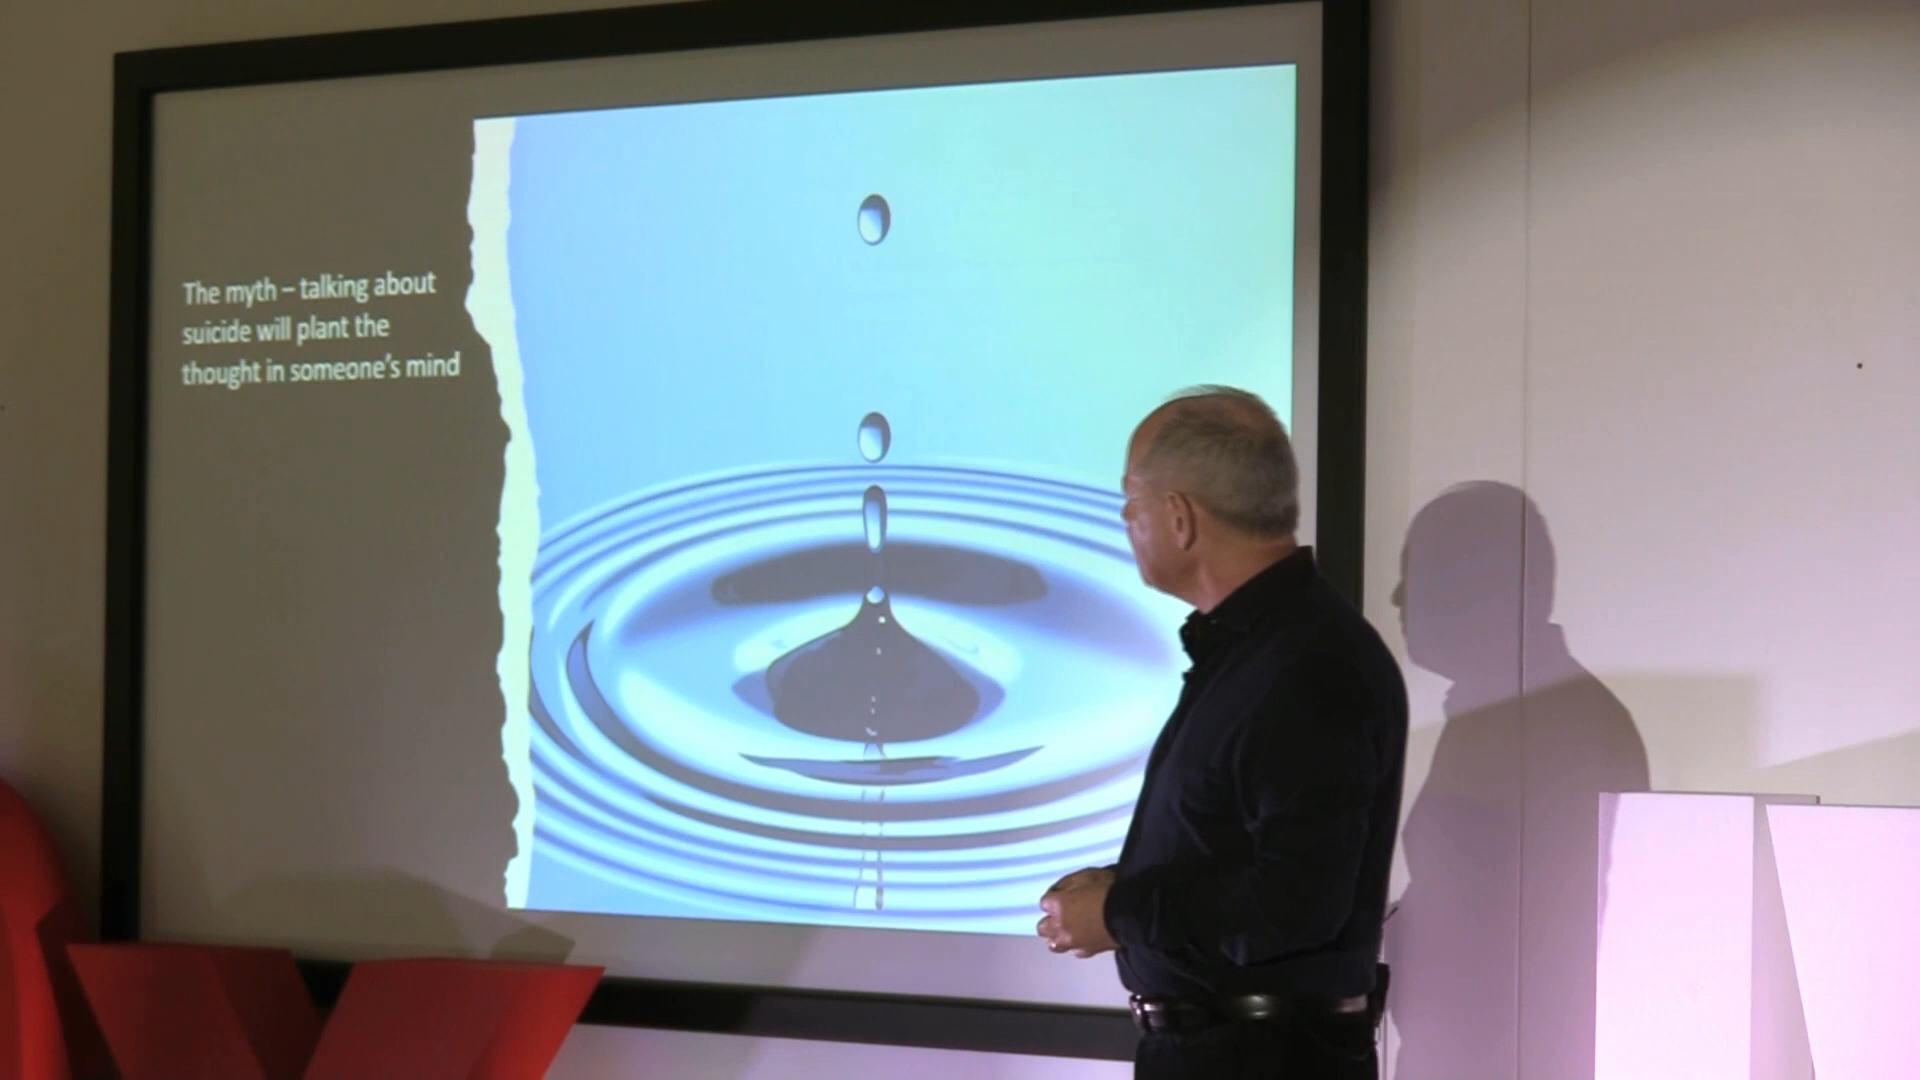 The myth – talking about
suicide will plant the
thought in someone's mind